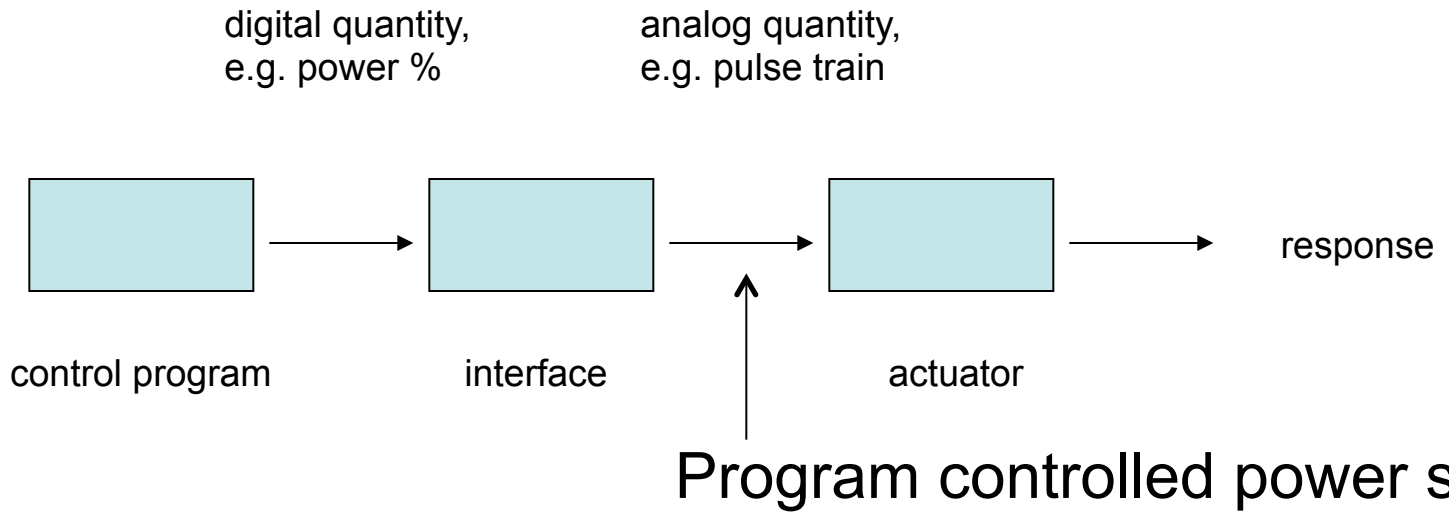 digital quantity,
e.g. power %
analog quantity,
e.g. pulse train
response
control program
interface
actuator
Program controlled power s